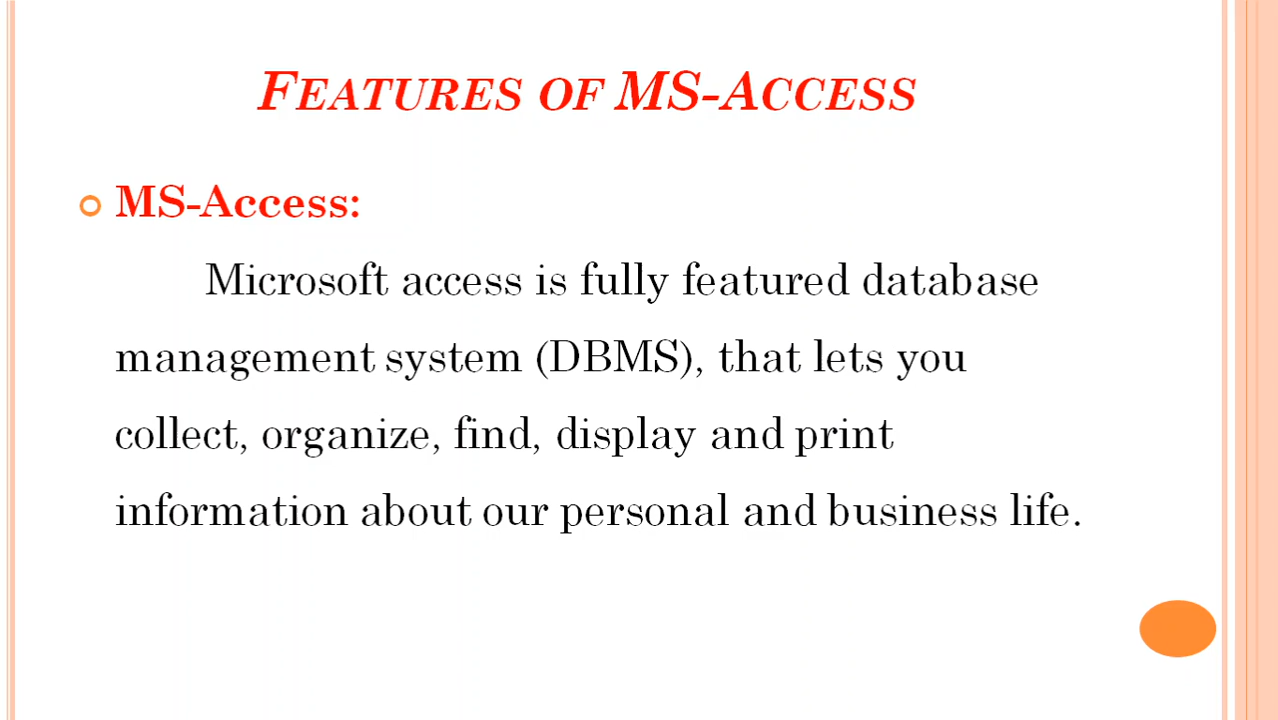 FEATURES OF MS-ACCESS
MS-Access:
Microsoft access is fully featured database
management system (DBMS), that lets you
collect, organize, find, display and print
information about our personal and business life.